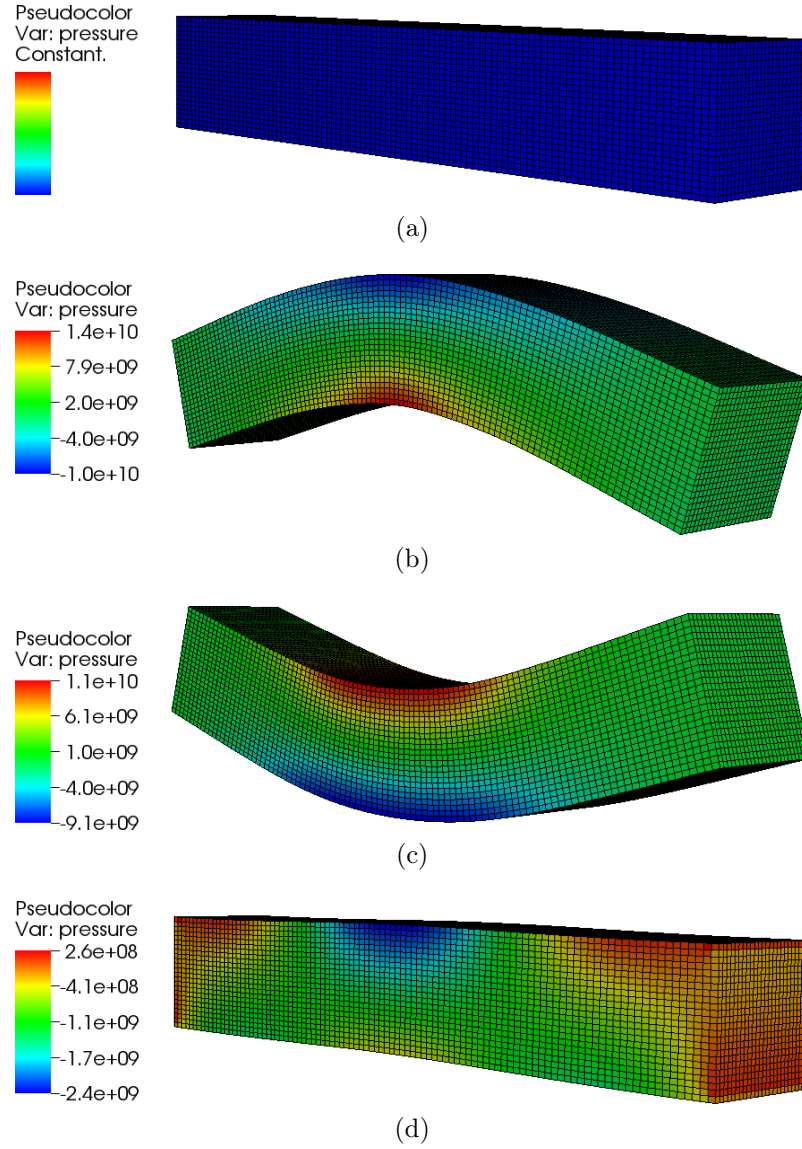 Pseudocolor
Var: pressure
Constant.
(a)
Pseudocolor
Var: pressure
1.4e+10
7.9e+09
2.0e+09
-4.0e+09
-1.0e+10
(b)
Pseudocolor
Var: pressure
1.1e+10
6.1e+09
1.0e+09
-4.0e+09
-9.1e+09
(c)
Pseudocolor
Var: pressure
2.6e+08
-4.1e+08
-1.1e+09
-1.7e+09
-2.4e+09
(d)